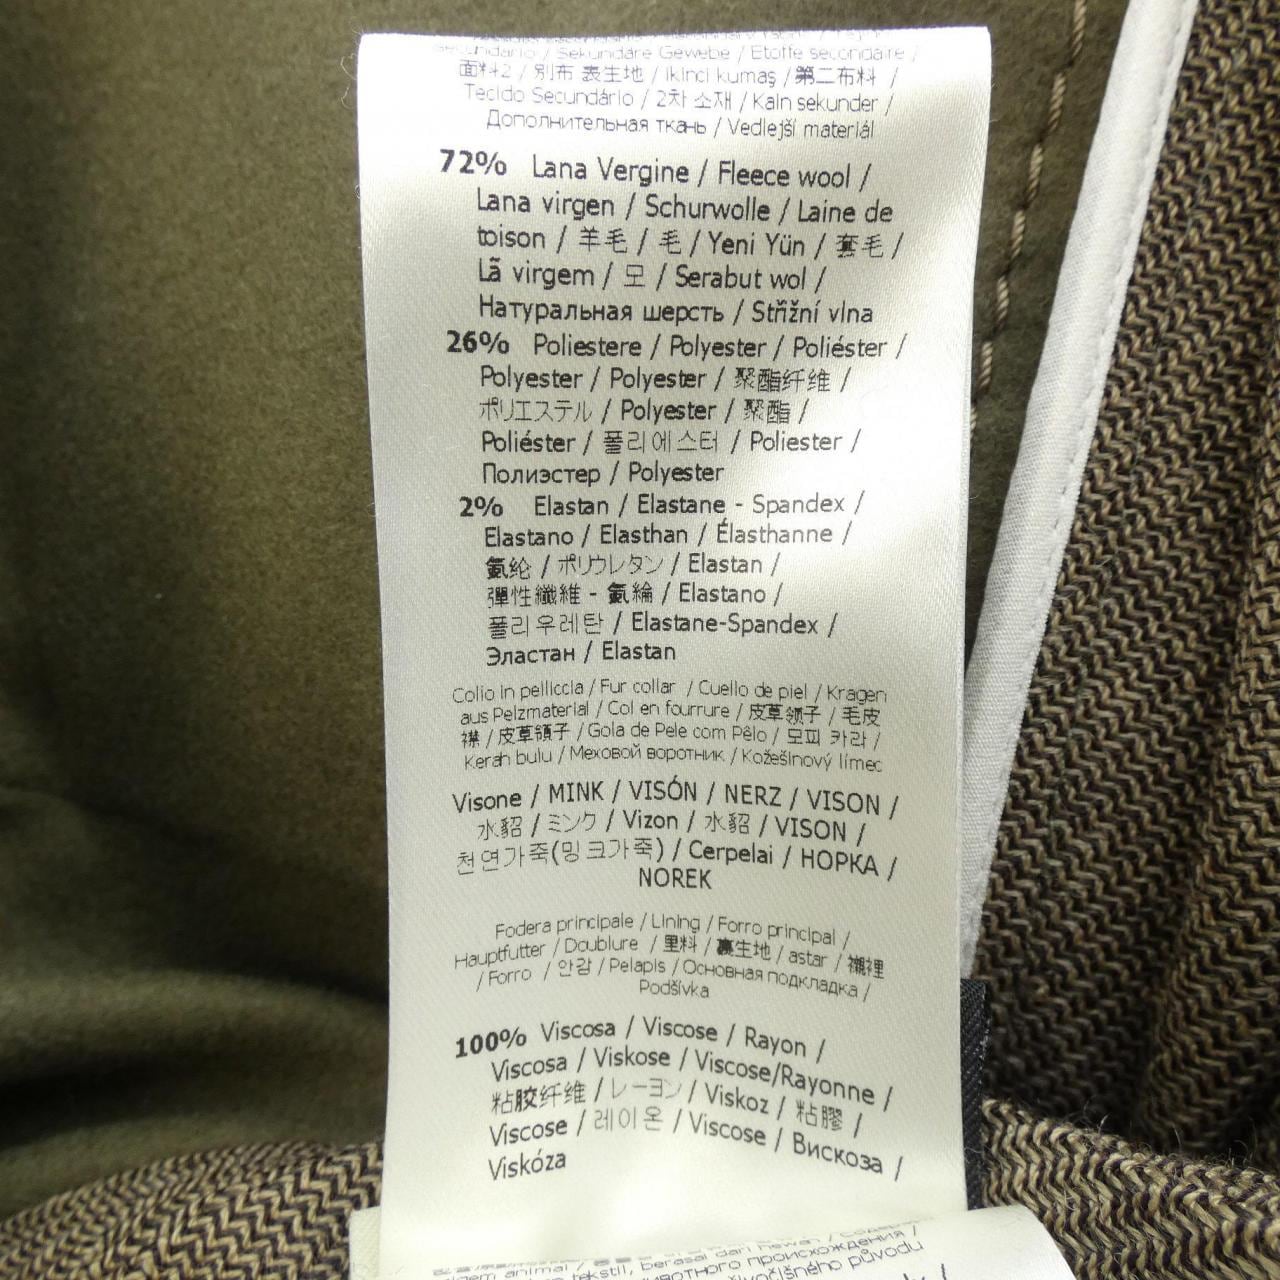 secondario / Sekundäre Gewebe / Etoffe secondaire /
面料2 / 別布 表生地 / ikinci kumaş / 第二布料 /
Tecido Secundário / 2차 소재 / Kain sekunder /
Дополнительная ткань / Vedlejší materiál
72% Lana Vergine / Fleece wool /
Lana virgen / Schurwolle / Laine de
toison / 羊毛 / 毛 / Yeni Yün / 套毛 /
Lã virgem / 모 / Serabut wol /
Натуральная шерсть / Střižní vlna
26% Poliestere / Polyester / Poliéster /
Polyester / Polyester / 聚酯纤维 /
ポリエステル / Polyester / 聚酯 /
Poliéster / 폴리에스터 / Poliester /
Полиэстер / Polyester
2% Elastan / Elastane - Spandex /
Elastano / Elasthan / Élasthanne /
氨纶 / ポリウレタン / Elastan /
彈性纖維 - 氨綸 / Elastano /
폴리우레탄 / Elastane-Spandex /
Эластан / Elastan
Collo in pelliccia / Fur collar / Cuello de piel / Kragen
aus Pelzmaterial / Col en fourrure / 皮草领子 / 毛皮
襟 / 皮草領子 / Gola de Pele com Pêlo / 모피 카라 /
Kerah bulu / Меховой воротник / Kožešinový límec
Visone / MINK / VISÓN / NERZ / VISON /
水貂 / ミンク / Vizon / 水貂 / VISON /
천연가죽(밍크가죽) / Cerpelai / НОРКА /
NOREK
Fodera principale / Lining / Forro principal /
Hauptfutter / Doublure / 里料 / 裏生地 / astar / 襯裡
/ Forro / 안감 / Pelapis / Основная подкладка /
Podšívka
100% Viscosa / Viscose / Rayon /
Viscosa / Viskose / Viscose/Rayonne /
粘胶纤维 / レーヨン / Viskoz / 粘膠 /
Viscose / 레이온 / Viscose / Вискоза /
Viskóza
animal /
tekstil, berasal dari hewan /
животного происхождения /
živočišného původu